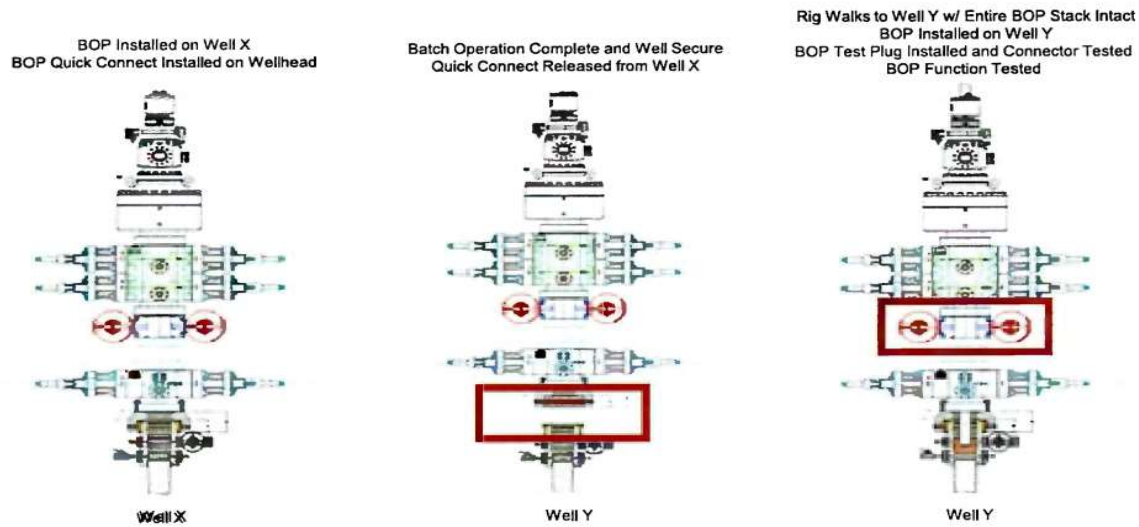 BOP Installed on Well X
BOP Quick Connect Installed on Wellhead
Well X
Batch Operation Complete and Well Secure
Quick Connect Released from Well X
Well Y
Rig Walks to Well Y w/ Entire BOP Stack Intact
BOP Installed on Well Y
BOP Test Plug Installed and Connector Tested
BOP Function Tested
Well Y